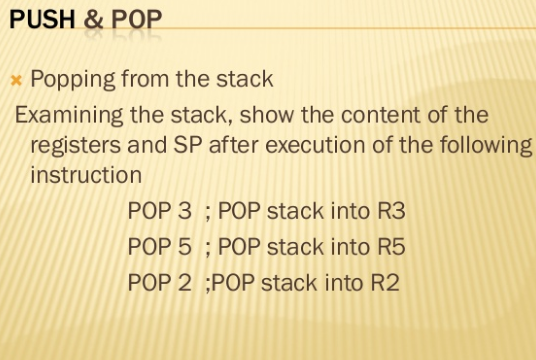 PUSH & POP
Popping from the stack
Examining the stack, show the content of the
registers and SP after execution of the following
instruction
POP 3 ; POP stack into R3
POP 5 ; POP stack into R5
POP 2 ;POP stack into R2